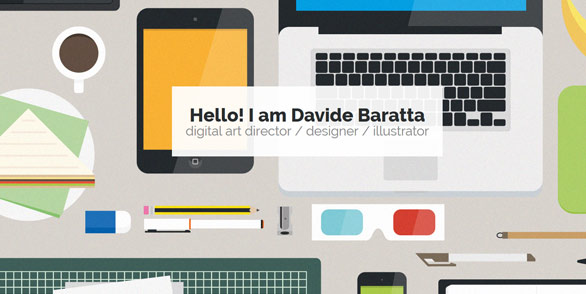 Hello! I am Davide Baratta
digital art director / designer / illustrator